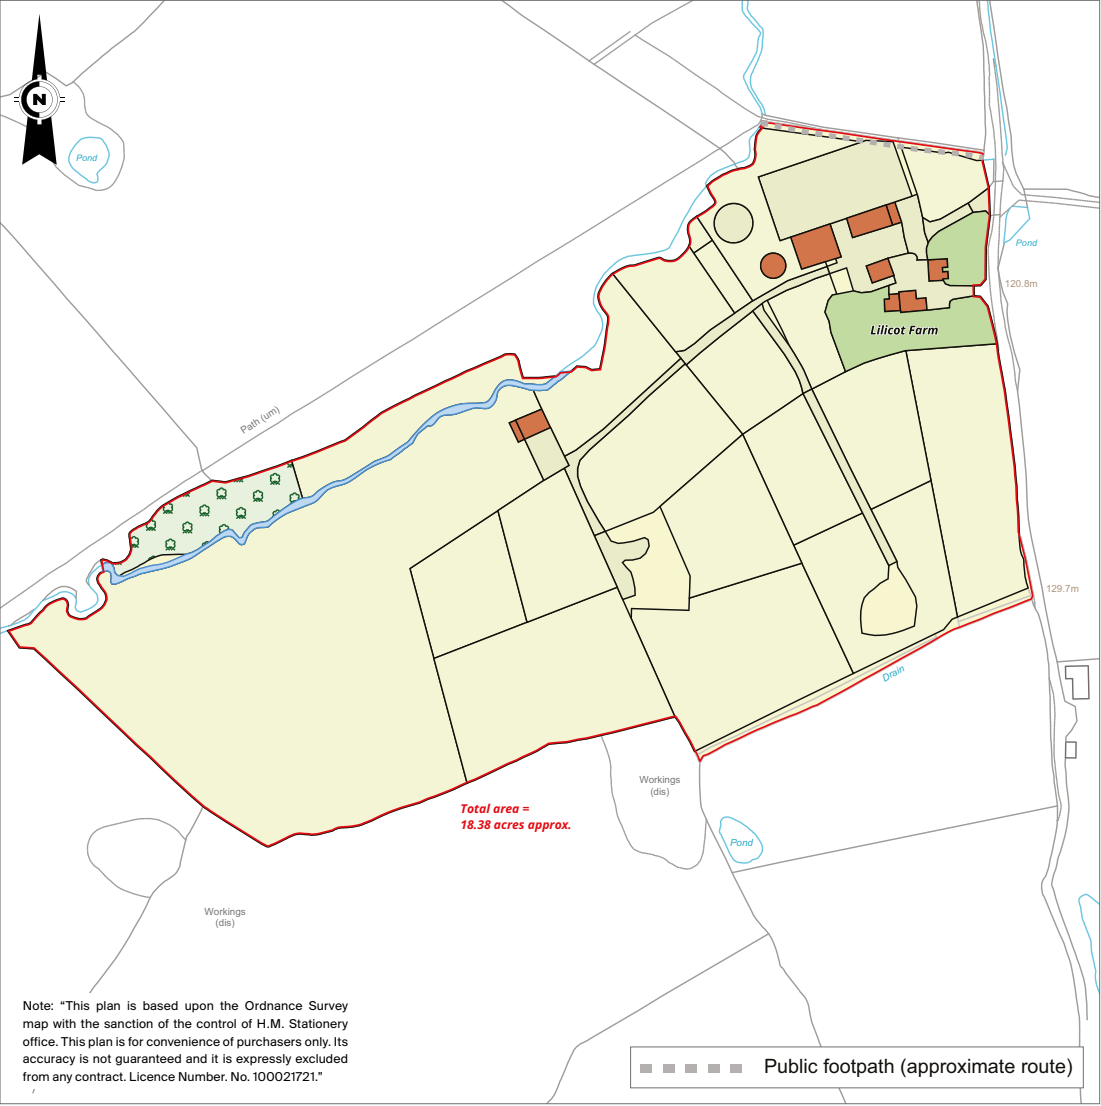 N
Pond
Pond
120.8m
Lilicot Farm
Path (um)
129.7m
Drain
Workings
(dis)
Total area =
18.38 acres approx.
Pond
Workings
(dis)
Note: “This plan is based upon the Ordnance Survey
map with the sanction of the control of H.M. Stationery
office. This plan is for convenience of purchasers only. Its
accuracy is not guaranteed and it is expressly excluded
from any contract. Licence Number. No. 100021721.”
Public footpath (approximate route)